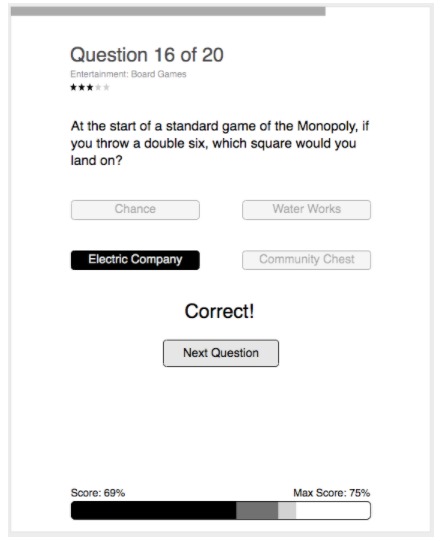 Question 16 of 20
Entertainment: Board Games
★★★☆☆
At the start of a standard game of the Monopoly, if
you throw a double six, which square would you
land on?
Chance
Water Works
Electric Company
Community Chest
Correct!
Next Question
Score: 69%
Max Score: 75%